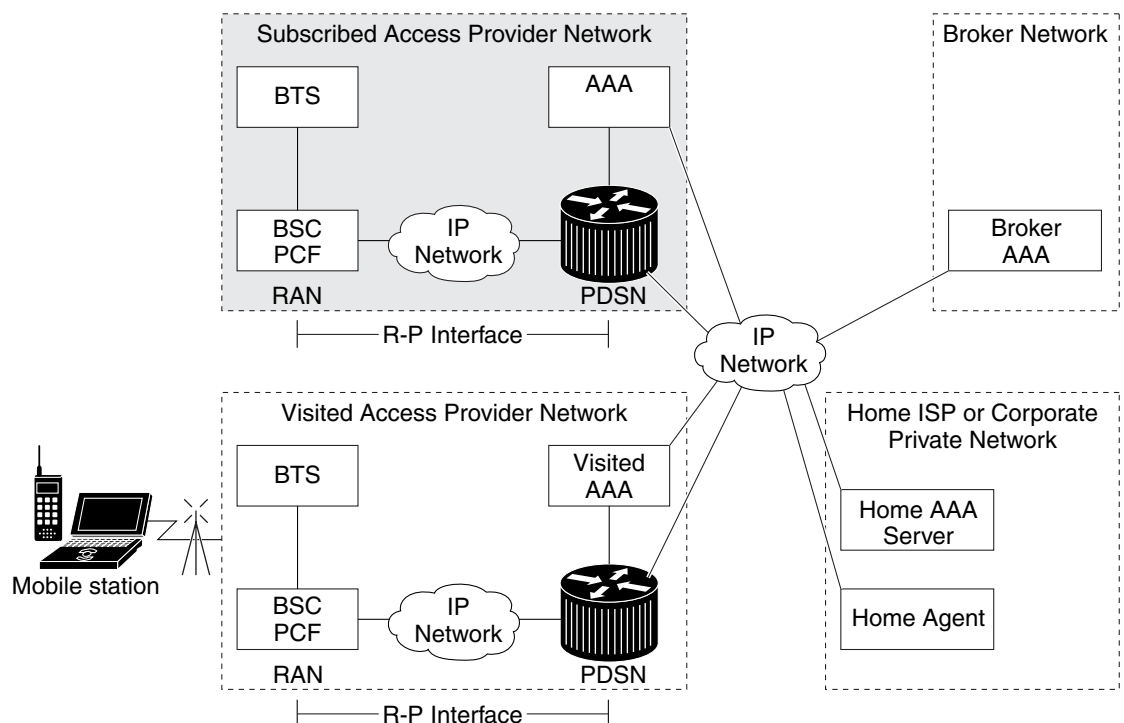 Subscribed Access Provider Network
BTS
AAA
BSC
PCF
IP
Network
RAN
PDSN
R-P Interface
Broker Network
Broker
AAA
IP
Network
Visited Access Provider Network
BTS
Visited
AAA
BSC
PCF
IP
Network
RAN
PDSN
R-P Interface
Mobile station
Home ISP or Corporate
Private Network
Home AAA
Server
Home Agent